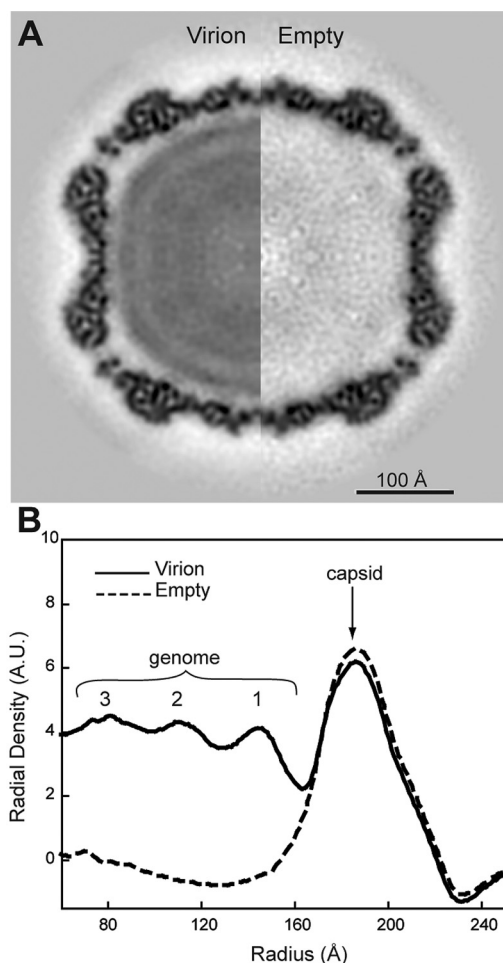 A
Virion Empty
100 Å
B
10
8
6
4
2
0
Radial Density (A.U.)
Virion
Empty
capsid
genome
3 2 1
80 120 160 200 240
Radius (Å)